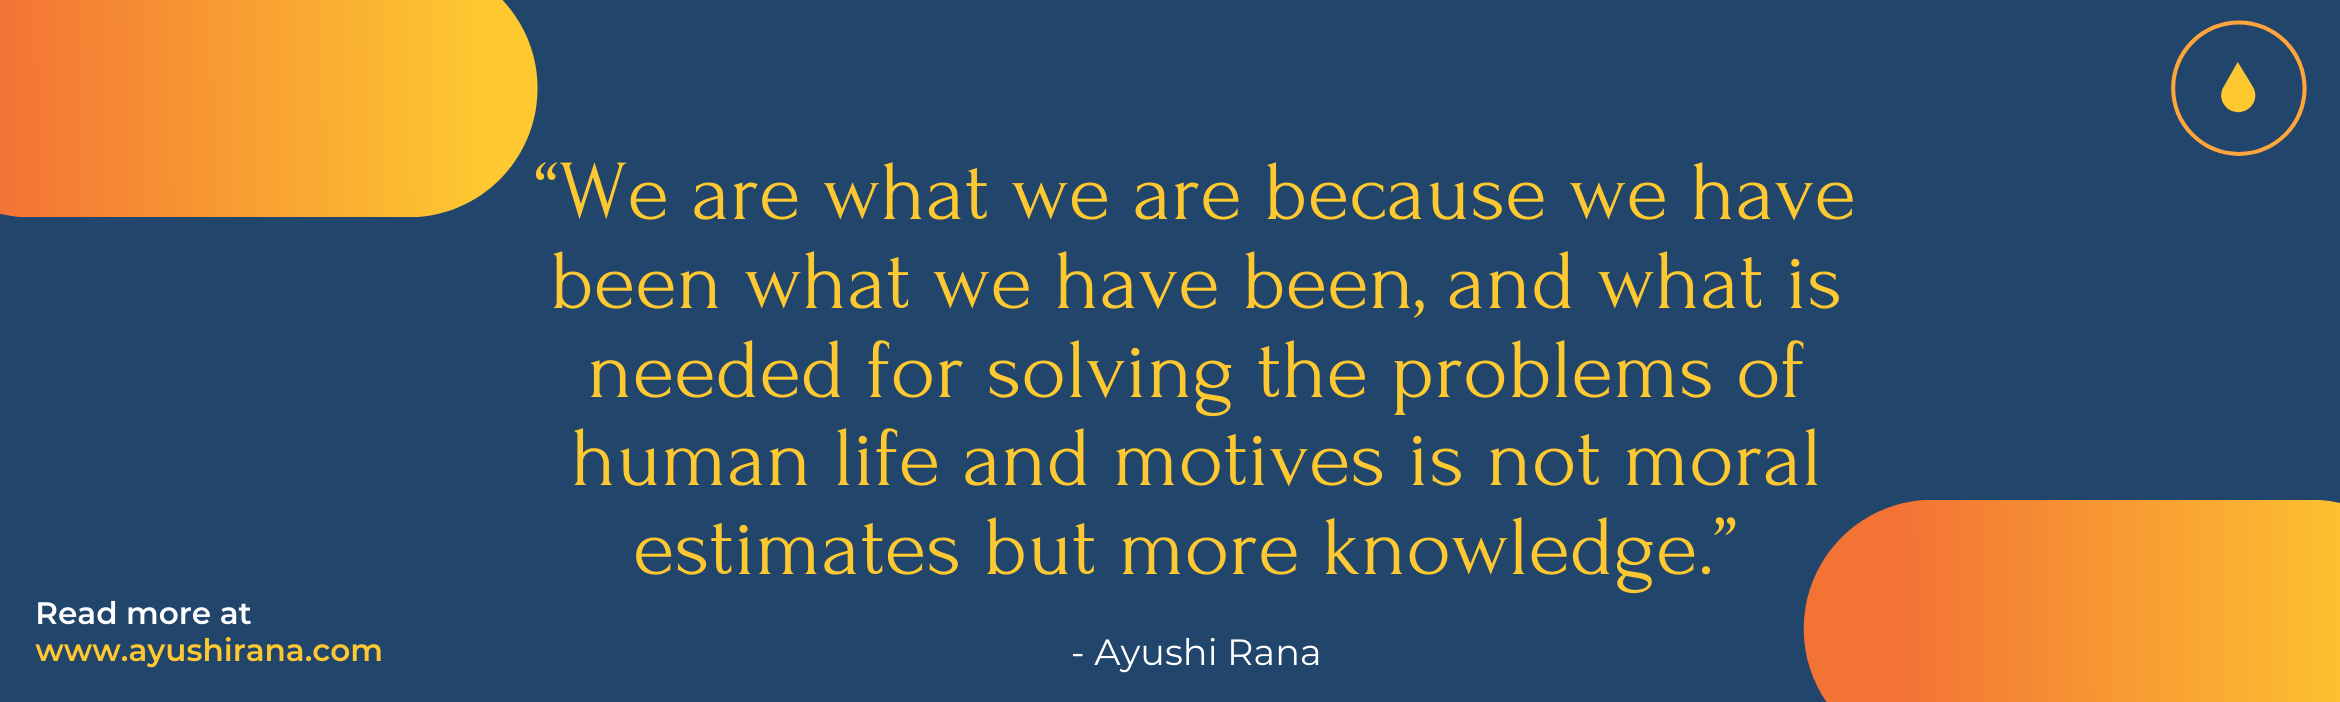 “We are what we are because we have
been what we have been, and what is
needed for solving the problems of
human life and motives is not moral
estimates but more knowledge.”
- Ayushi Rana
Read more at
www.ayushirana.com